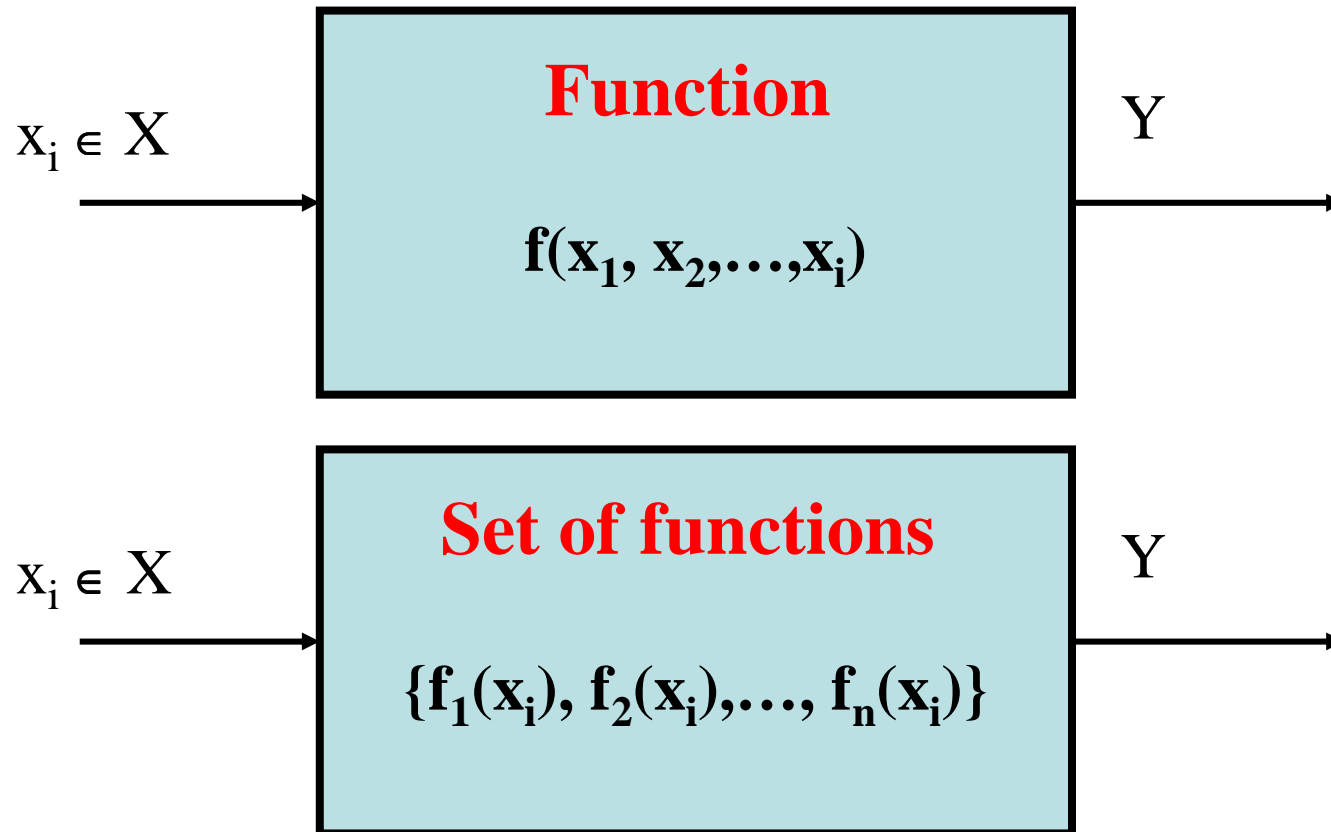 xᵢ ∈ X
Function
Y
f(x₁, x₂,…,xᵢ)
xᵢ ∈ X
Set of functions
Y
{f₁(xᵢ), f₂(xᵢ),…, fₙ(xᵢ)}